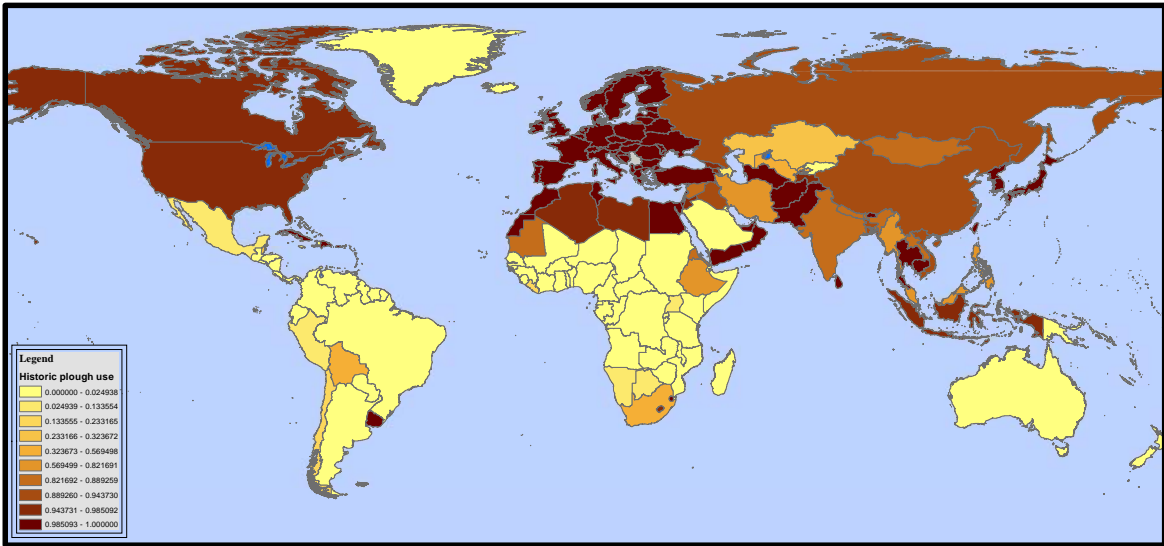 Legend
Historic plough use
0.000000 - 0.024938
0.024939 - 0.133554
0.133555 - 0.233165
0.233166 - 0.323672
0.323673 - 0.569498
0.569499 - 0.821691
0.821692 - 0.889259
0.889260 - 0.943730
0.943731 - 0.985092
0.985093 - 1.000000